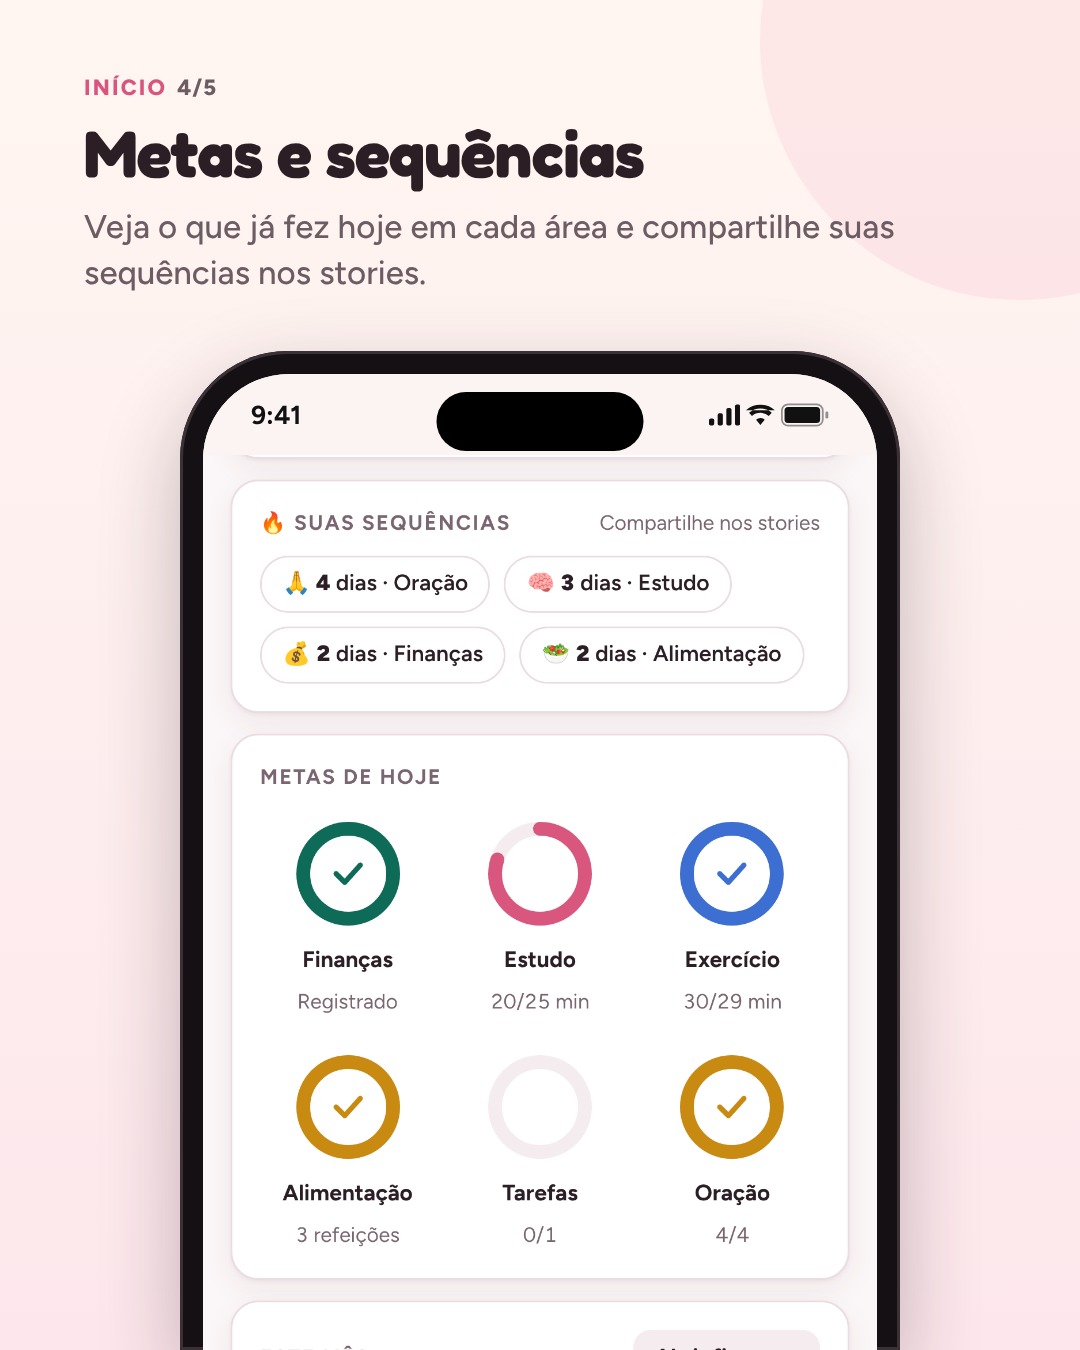 INÍCIO 4/5
Metas e sequências
Veja o que já fez hoje em cada área e compartilhe suas
sequências nos stories.
9:41
🔥 SUAS SEQUÊNCIAS Compartilhe nos stories
🙏 4 dias · Oração 🧠 3 dias · Estudo
💰 2 dias · Finanças 🥗 2 dias · Alimentação
METAS DE HOJE
Finanças Estudo Exercício
Registrado 20/25 min 30/29 min
Alimentação Tarefas Oração
3 refeições 0/1 4/4